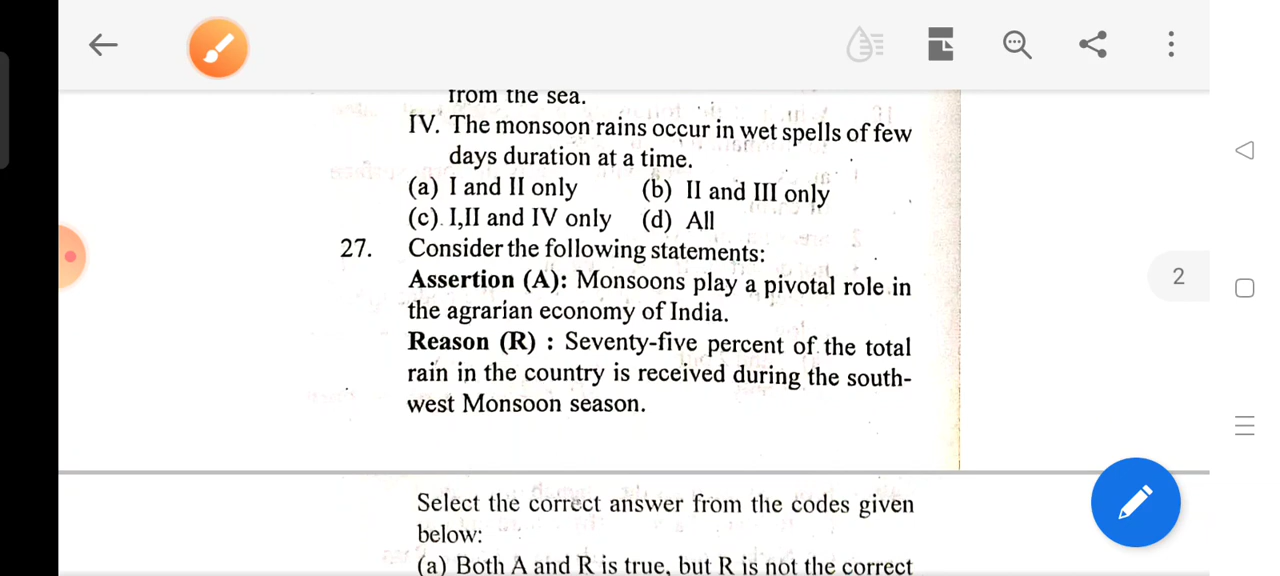 from the sea.
IV. The monsoon rains occur in wet spells of few
days duration at a time.
(a) I and II only (b) II and III only
(c) I,II and IV only (d) All
27. Consider the following statements:
Assertion (A): Monsoons play a pivotal role in
the agrarian economy of India.
Reason (R) : Seventy-five percent of the total
rain in the country is received during the south-
west Monsoon season.
2
Select the correct answer from the codes given
below:
(a) Both A and R is true, but R is not the correct